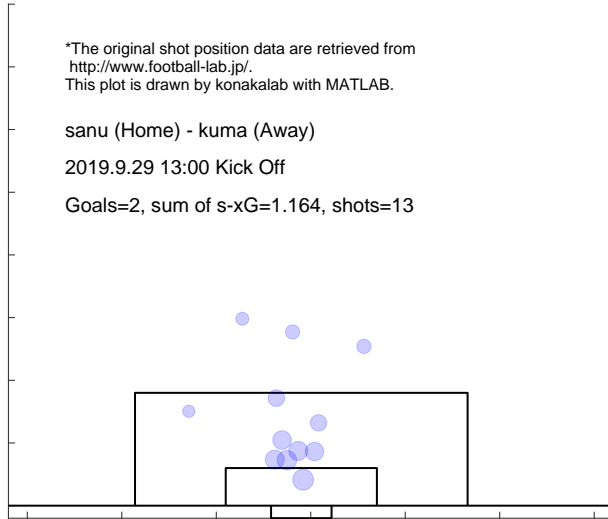 *The original shot position data are retrieved from
http://www.football-lab.jp/.
This plot is drawn by konakalab with MATLAB.
sanu (Home) - kuma (Away)
2019.9.29 13:00 Kick Off
Goals=2, sum of s-xG=1.164, shots=13